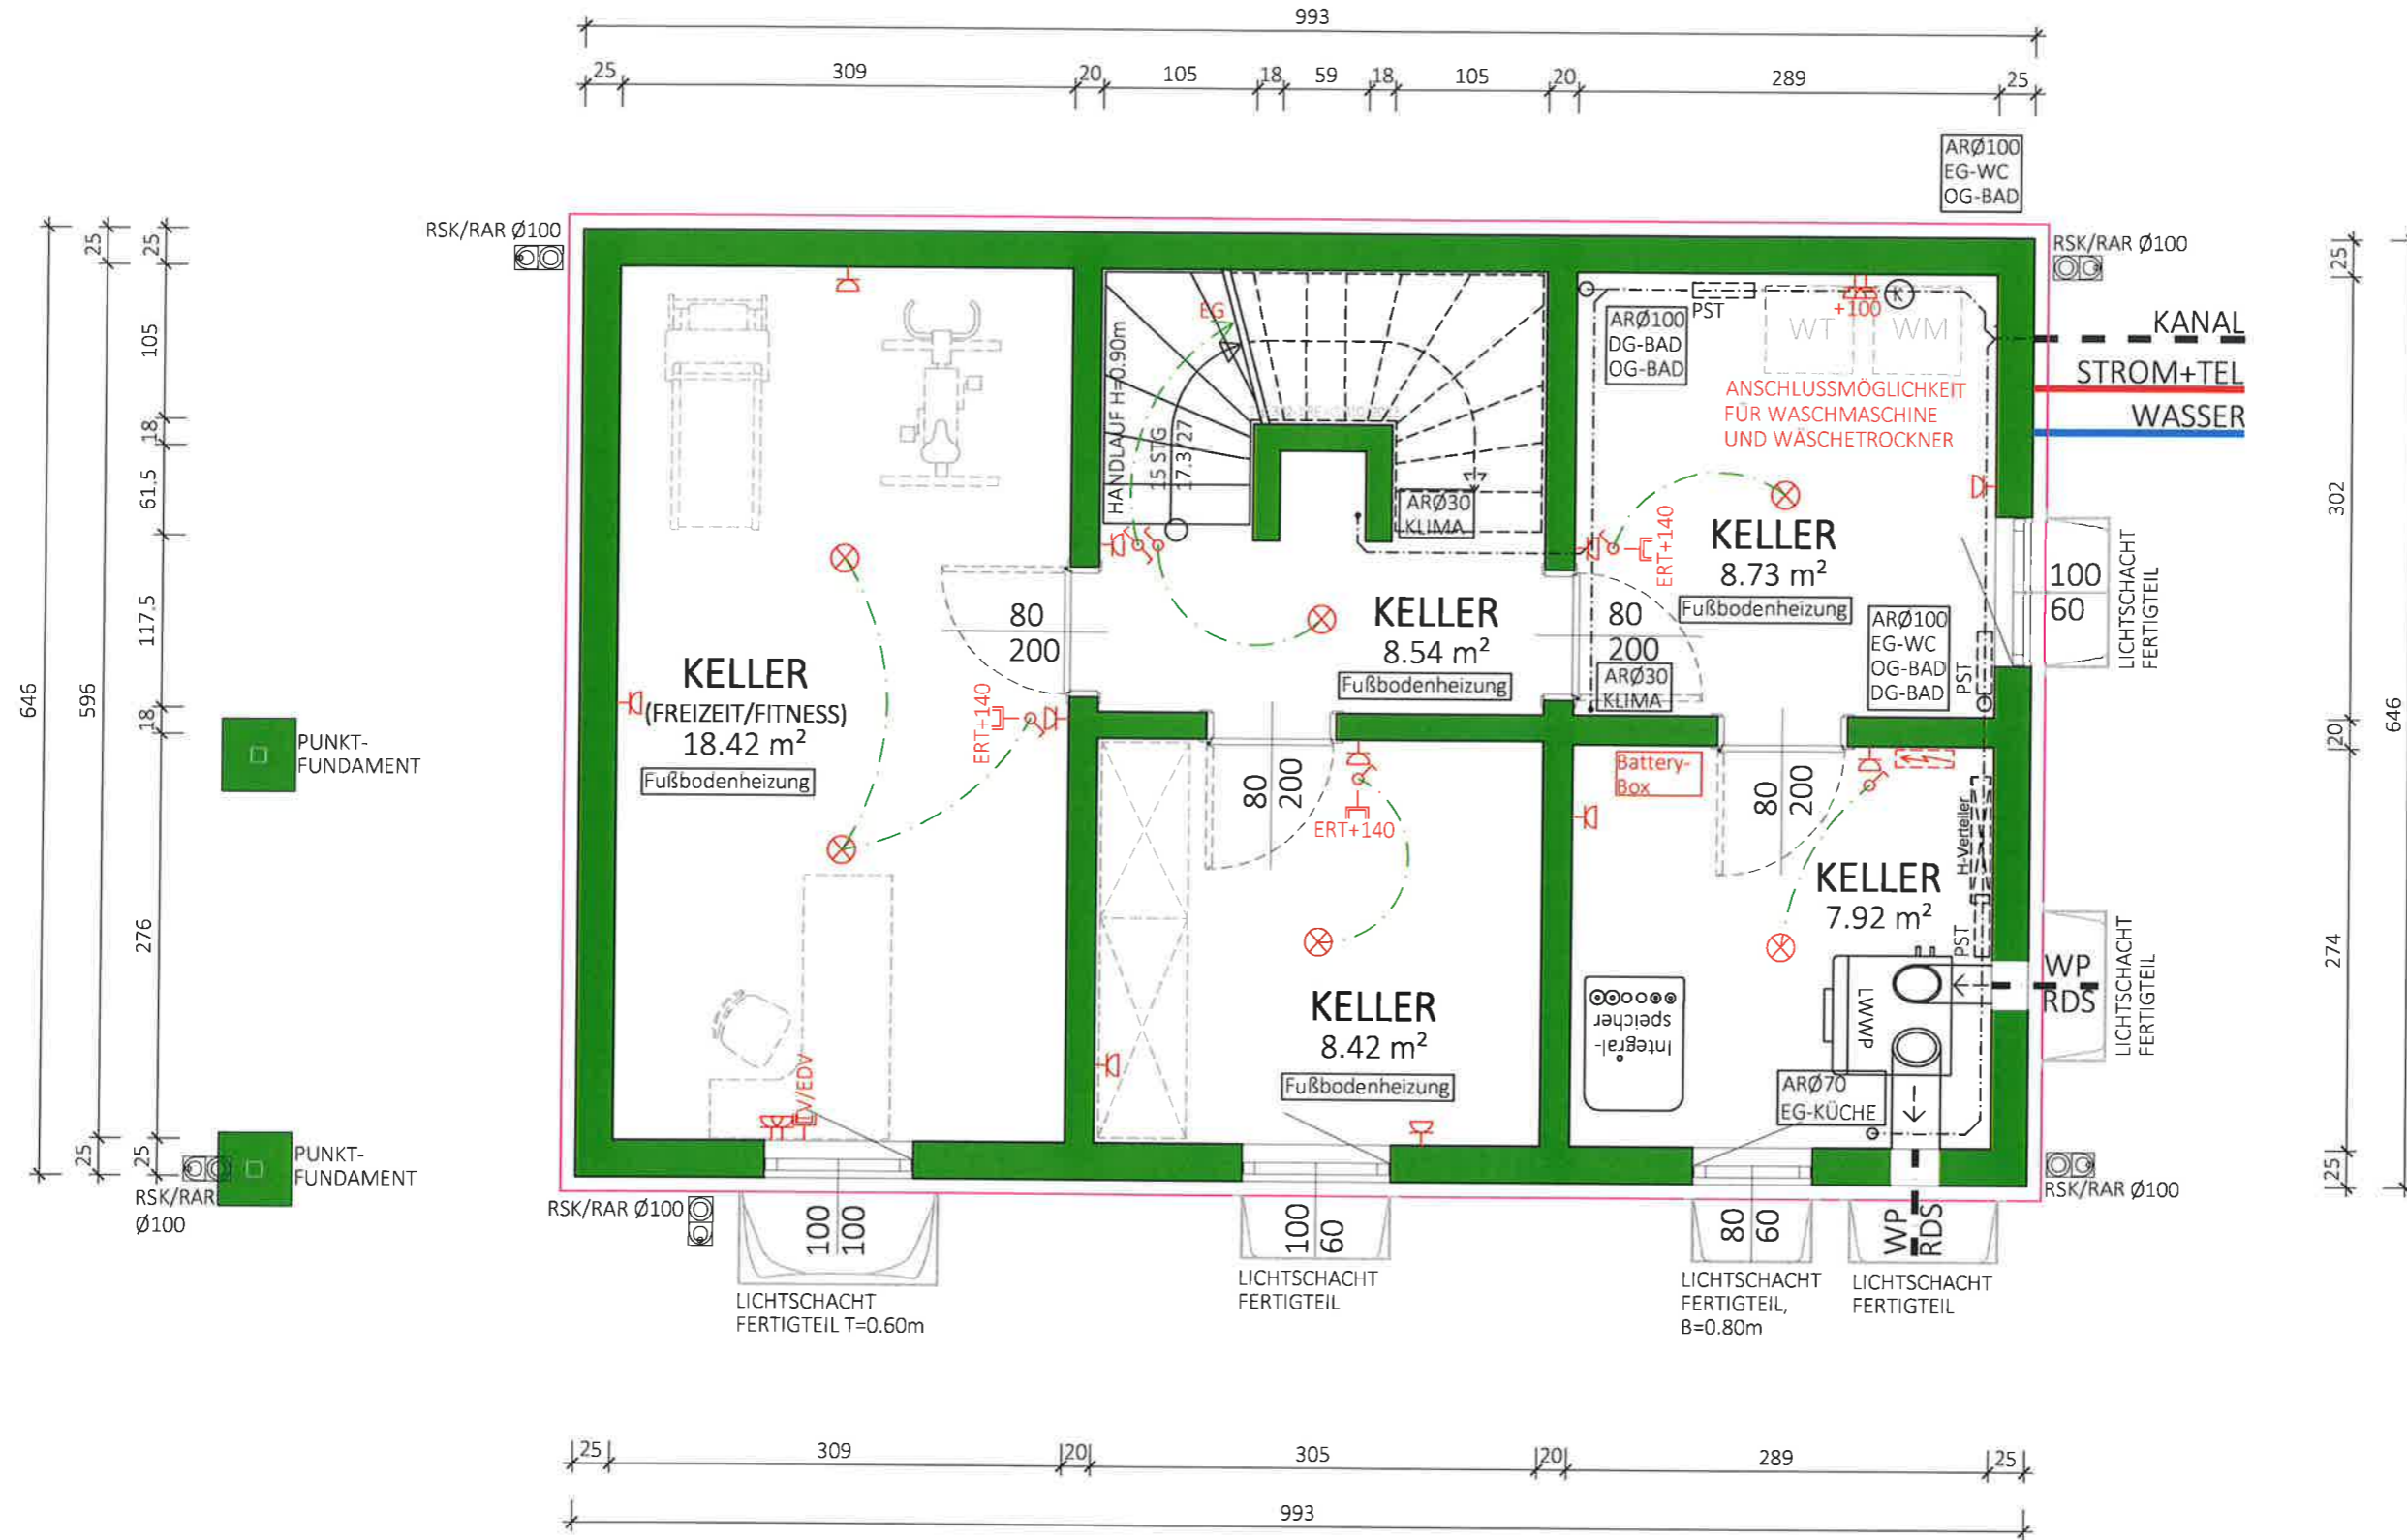 993
25 309 20 105 18 59 18 105 20 289 25
ARØ100
EG-WC
OG-BAD
RSK/RAR Ø100
RSK/RAR Ø100
KANAL
STROM+TEL
WASSER
646
596
25
25
105
18
61.5
117.5
18
276
25
25
25
302
20
274
25
646
PUNKT-
FUNDAMENT
PUNKT-
FUNDAMENT
RSK/RAR
Ø100
KELLER
(FREIZEIT/FITNESS)
18.42 m²
Fußbodenheizung
ERT+140
LV/EDV
80
200
EG
HANDLAUF H=0.90m
15 STG
17.3/27
ARØ30
KLIMA
KELLER
8.54 m²
Fußbodenheizung
ARØ100
DG-BAD
OG-BAD
PST
+100
K
WT
WM
ANSCHLUSSMÖGLICHKEIT
FÜR WASCHMASCHINE
UND WÄSCHETROCKNER
ERT+140
KELLER
8.73 m²
Fußbodenheizung
80
200
ARØ30
KLIMA
ARØ100
EG-WC
OG-BAD
DG-BAD
PST
100
60
LICHTSCHACHT
FERTIGTEIL
80
200
ERT+140
KELLER
8.42 m²
Fußbodenheizung
Battery-
Box
80
200
H-Verteiler
KELLER
7.92 m²
PST
Integral-
speicher
LWWP
ARØ70
EG-KÜCHE
WP
RDS
LICHTSCHACHT
FERTIGTEIL
RSK/RAR Ø100
RSK/RAR Ø100
100
100
LICHTSCHACHT
FERTIGTEIL T=0.60m
100
60
LICHTSCHACHT
FERTIGTEIL
80
60
LICHTSCHACHT
FERTIGTEIL,
B=0.80m
WP
RDS
LICHTSCHACHT
FERTIGTEIL
25 309 20 305 20 289 25
993